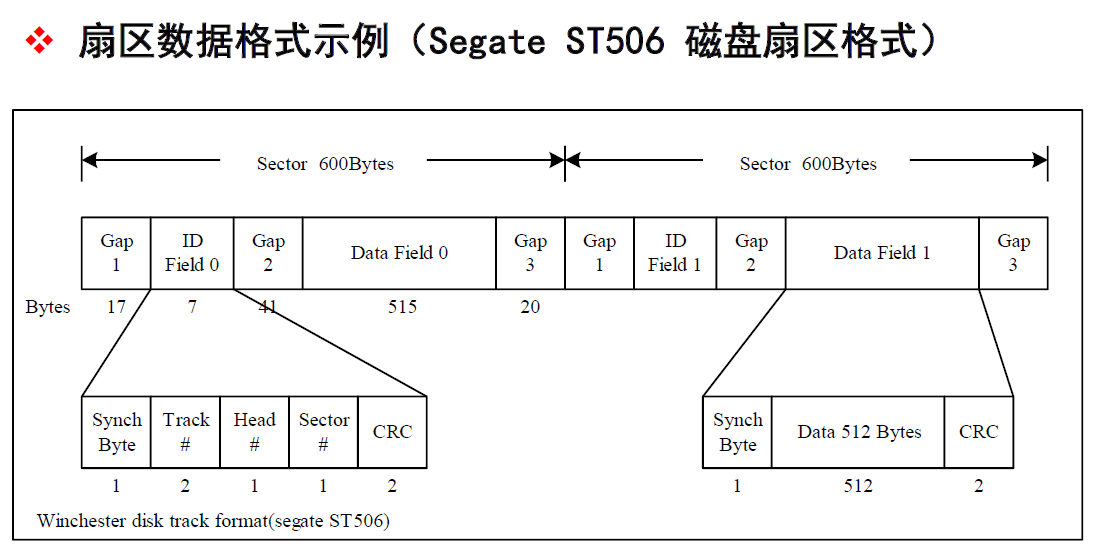 扇区数据格式示例（Segate ST506 磁盘扇区格式）
Sector 600Bytes
Sector 600Bytes
Gap 1
ID Field 0
Gap 2
Data Field 0
Gap 3
Gap 1
ID Field 1
Gap 2
Data Field 1
Gap 3
Bytes 17 7 41 515 20
Synch Byte
Track #
Head #
Sector #
CRC
Synch Byte
Data 512 Bytes
CRC
1 2 1 1 2
1 512 2
Winchester disk track format(segate ST506)